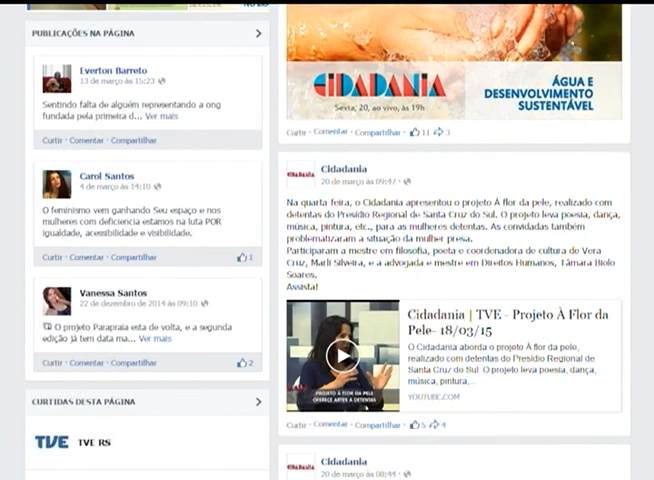 PUBLICAÇÕES NA PÁGINA
Everton Barreto
13 de março às 15:23
Sentindo falta de alguém representando a ong
fundada pela primeira d... Ver mais
Curtir · Comentar · Compartilhar
Carol Santos
4 de março às 14:10
O feminismo vem ganhando Seu espaço e nos
mulheres com deficiencia estamos na luta POR
igualdade, acessibilidade e visibilidade.
Curtir · Comentar · Compartilhar 1
Vanessa Santos
22 de dezembro de 2014 às 09:10
O projeto Parapraia esta de volta, e a segunda
edição já tem data ma... Ver mais
Curtir · Comentar · Compartilhar 2
CURTIDAS DESTA PÁGINA
TVE TVE RS
CIDADANIA
Sexta, 20, ao vivo, às 19h
ÁGUA E
DESENVOLVIMENTO
SUSTENTÁVEL
Curtir · Comentar · Compartilhar · 11 3
CIDADANIA
Cidadania
20 de março às 09:47 ·
Na quarta feira, o Cidadania apresentou o projeto À flor da pele, realizado com
detentas do Presídio Regional de Santa Cruz do Sul. O projeto leva poesia, dança,
música, pintura, etc., para as mulheres detentas. As convidadas também
problematizaram a situação da mulher presa.
Participaram a mestre em filosofia, poeta e coordenadora de cultura de Vera
Cruz, Marli Silveira, e a advogada e mestre em Direitos Humanos, Tâmara Biolo
Soares.
Assista!
PROJETO À FLOR DA PELE
OFERECE ARTES A DETENTAS
Cidadania | TVE - Projeto À Flor da
Pele- 18/03/15
O Cidadania aborda o projeto À flor da pele,
realizado com detentas do Presídio Regional de
Santa Cruz do Sul O projeto leva poesia, dança,
música, pintura,...
YOUTUBE.COM
Curtir · Comentar · Compartilhar · 5 4
CIDADANIA
Cidadania
20 de março às 08:44 ·